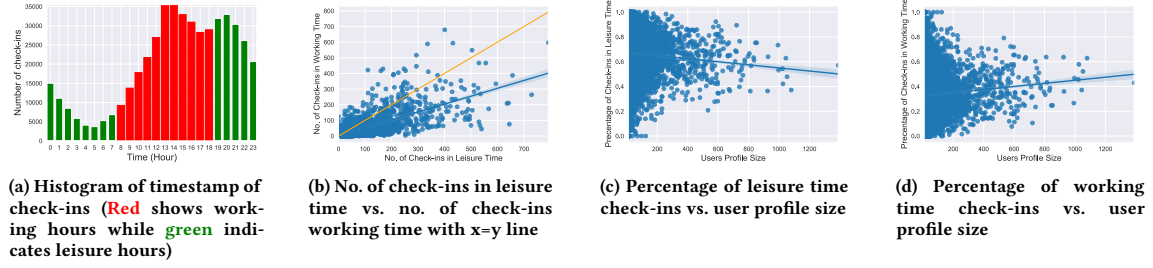 35000
30000
25000
20000
15000
10000
5000
0
Number of check-ins
0 1 2 3 4 5 6 7 8 9 10 11 12 13 14 15 16 17 18 19 20 21 22 23
Time (Hour)
800
700
600
500
400
300
200
100
0
No. of Check-ins in Working Time
0 100 200 300 400 500 600 700
No. of Check-ins in Leisure Time
1.0
0.8
0.6
0.4
0.2
0.0
Percentage of Check-ins in Leisure Time
200 400 600 800 1000 1200
Users Profile Size
1.0
0.8
0.6
0.4
0.2
0.0
Percentage of Check-ins in Working Time
200 400 600 800 1000 1200
Users Profile Size
(a) Histogram of timestamp of
check-ins (Red shows work-
ing hours while green indi-
cates leisure hours)
(b) No. of check-ins in leisure
time vs. no. of check-ins
working time with x=y line
(c) Percentage of leisure time
check-ins vs. user profile size
(d) Percentage of working
time check-ins vs. user
profile size